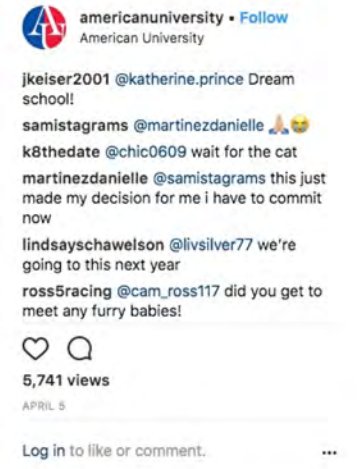 americanuniversity • Follow
American University
jkeiser2001 @katherine.prince Dream
school!
samistagrams @martinezdanielle 🙏🏼😭
k8thedate @chic0609 wait for the cat
martinezdanielle @samistagrams this just
made my decision for me i have to commit
now
lindsayschawelson @livsilver77 we're
going to this next year
ross5racing @cam_ross117 did you get to
meet any furry babies!
5,741 views
APRIL 5
Log in to like or comment.